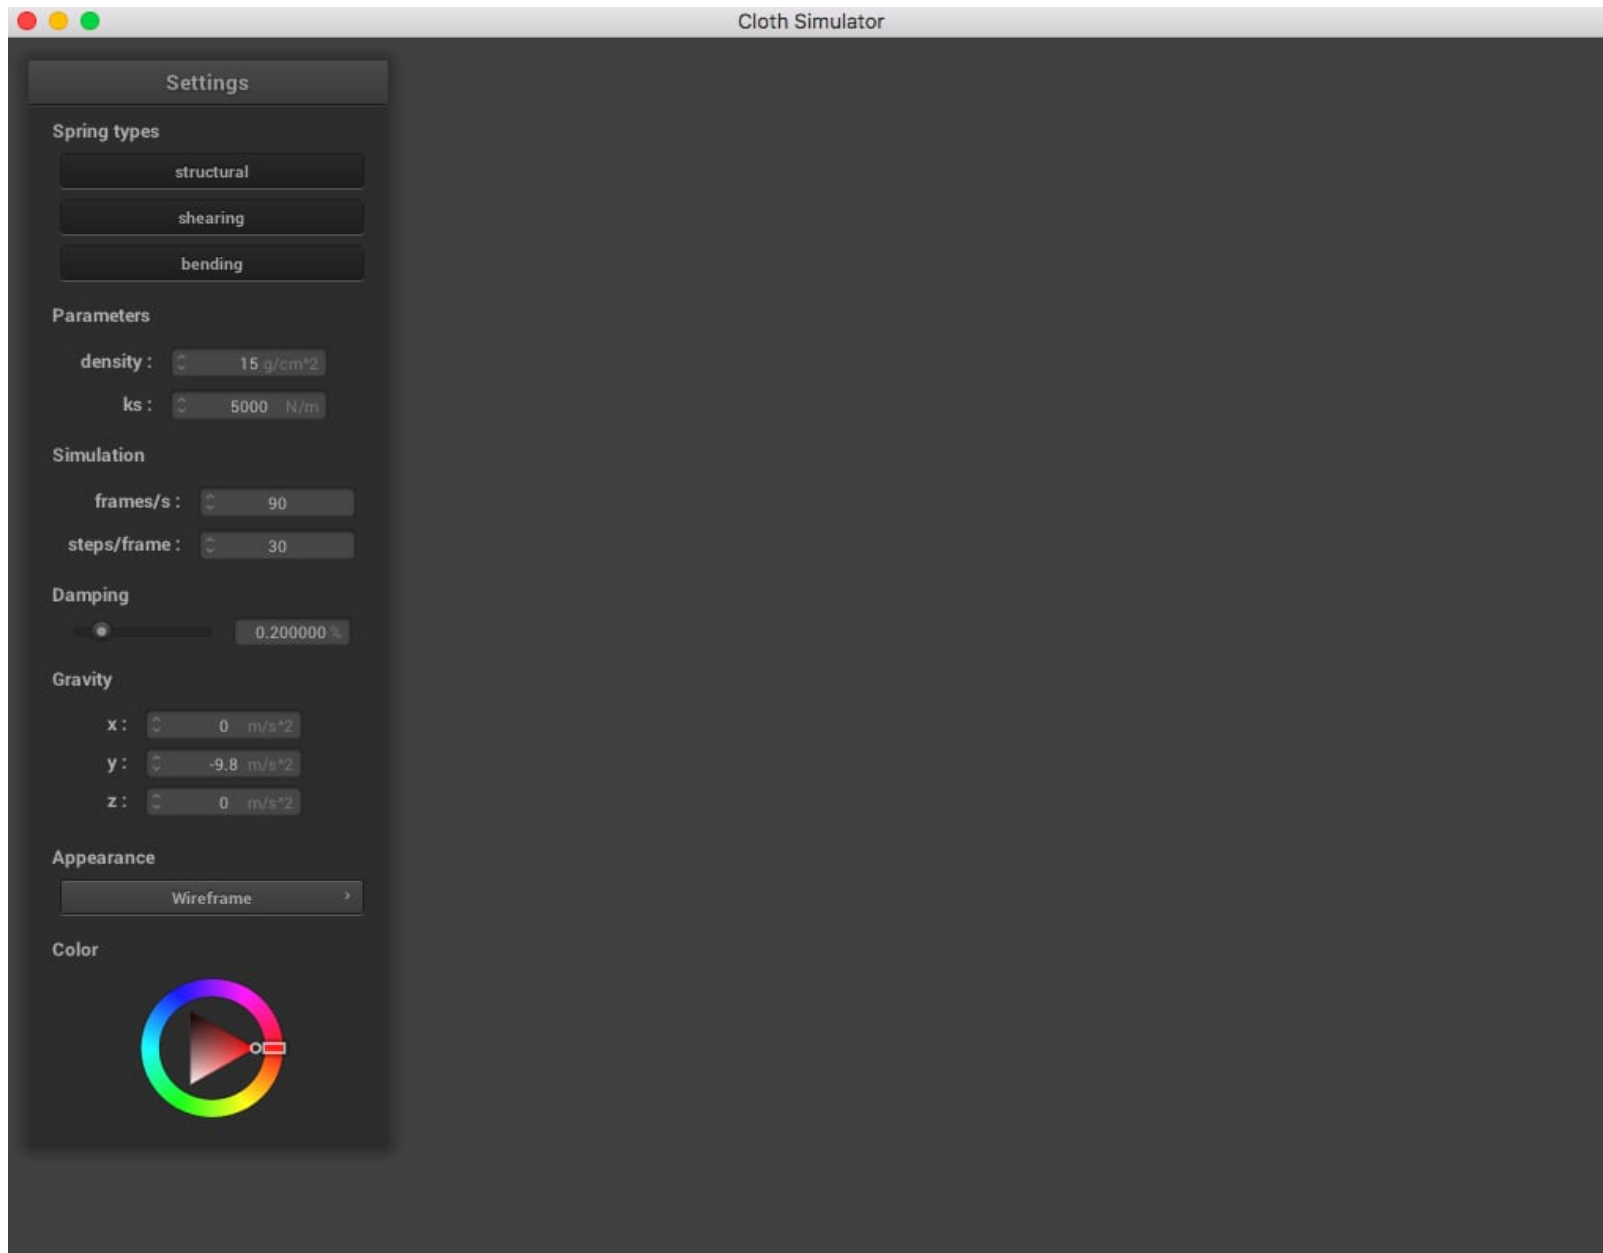 Cloth Simulator
Settings
Spring types
structural
shearing
bending
Parameters
density : 15 g/cm^2
ks : 5000 N/m
Simulation
frames/s : 90
steps/frame : 30
Damping
0.200000 %
Gravity
x : 0 m/s^2
y : -9.8 m/s^2
z : 0 m/s^2
Appearance
Wireframe
Color